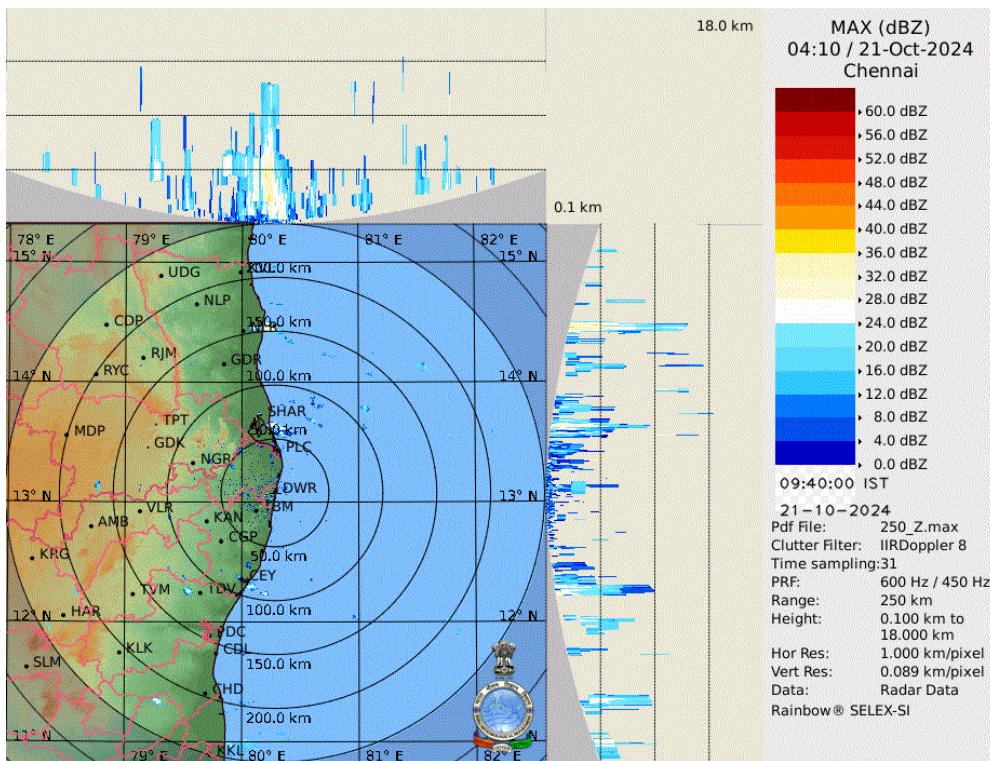 18.0 km
0.1 km
MAX (dBZ)
04:10 / 21-Oct-2024
Chennai
60.0 dBZ
56.0 dBZ
52.0 dBZ
48.0 dBZ
44.0 dBZ
40.0 dBZ
36.0 dBZ
32.0 dBZ
28.0 dBZ
24.0 dBZ
20.0 dBZ
16.0 dBZ
12.0 dBZ
8.0 dBZ
4.0 dBZ
0.0 dBZ
09:40:00 IST
21-10-2024
Pdf File: 250_Z.max
Clutter Filter: IIRDoppler 8
Time sampling:31
PRF: 600 Hz / 450 Hz
Range: 250 km
Height: 0.100 km to
18.000 km
Hor Res: 1.000 km/pixel
Vert Res: 0.089 km/pixel
Data: Radar Data
Rainbow® SELEX-SI
78° E 79° E 80° E 81° E 82° E
15° N 15° N
UDG 200.0 km
NLP
CDP 150.0 km
RJM GDR
RYC 100.0 km
14° N 14° N
SHAR
TPT 50.0 km
MDP GDK PLC
NGR
DWR
13° N 13° N
VLR
AMB KAN
CGP
KRG 50.0 km
CEY
TVM TDV
HAR 100.0 km
12° N 12° N
PDC
KLK CDL
SLM 150.0 km
CHD
200.0 km
11° N 11° N
KKL
79° E 80° E 81° E 82° E